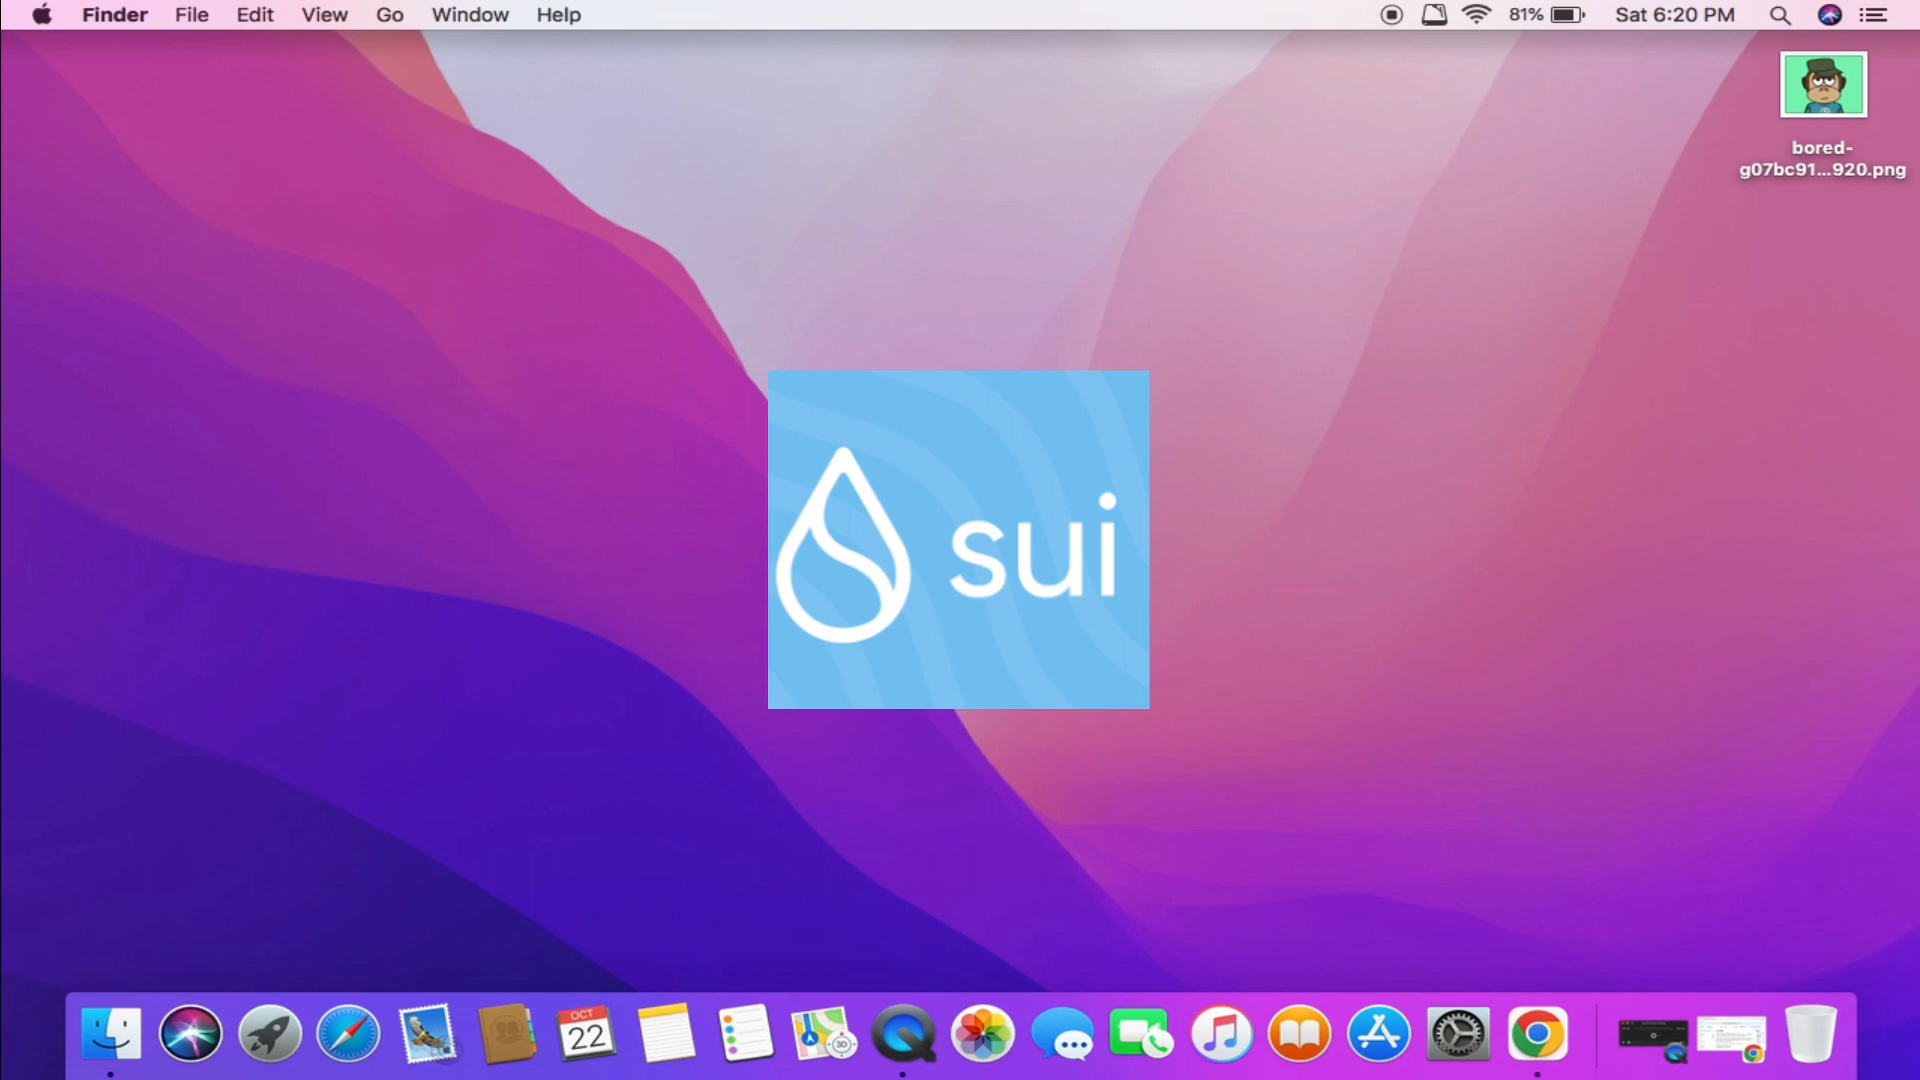 Finder File Edit View Go Window Help 81% Sat 6:20 PM
bored-
g07bc91...920.png
sui
OCT
22
3D